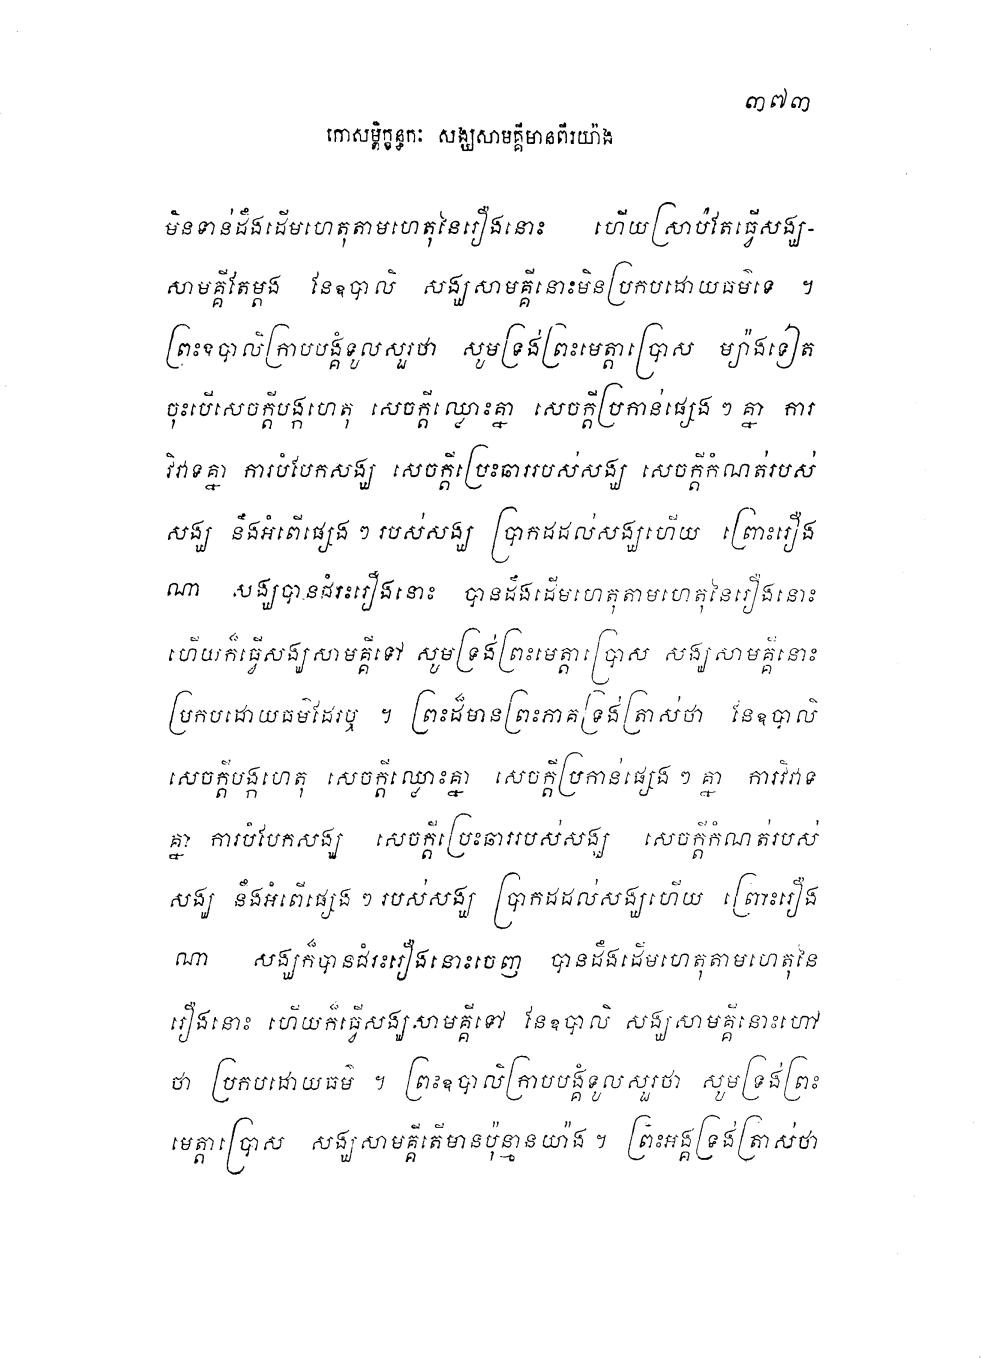 ៣៧៣
កោសម្ពិក្ខន្ធកៈ សង្ឃសាមគ្គីមានពីរយ៉ាង
មិនទាន់ដឹងដើមហេតុតាមហេតុនៃរឿងនោះ ហើយស្រាប់តែធ្វើសង្ឃ-
សាមគ្គីតែម្តង នែឧបាលិ សង្ឃសាមគ្គីនោះមិនប្រកបដោយធម៌ទេ ។
ព្រះឧបាលិក្រាបបង្គំទូលសួរថា សូមទ្រង់ព្រះមេត្តាប្រោស ម្យ៉ាងទៀត
ចុះបើសេចក្តីបង្កហេតុ សេចក្តីឈ្លោះគ្នា សេចក្តីប្រកាន់ផ្សេង ៗ គ្នា ការ
វិវាទគ្នា ការបំបែកសង្ឃ សេចក្តីប្រេះឆាររបស់សង្ឃ សេចក្តីកំណត់របស់
សង្ឃ នឹងអំពើផ្សេង ៗ របស់សង្ឃ ប្រាកដដល់សង្ឃហើយ ព្រោះរឿង
ណា សង្ឃបានជំរះរឿងនោះ បានដឹងដើមហេតុតាមហេតុនៃរឿងនោះ
ហើយក៏ធ្វើសង្ឃសាមគ្គីទៅ សូមទ្រង់ព្រះមេត្តាប្រោស សង្ឃសាមគ្គីនោះ
ប្រកបដោយធម៌ដែរឬ ។ ព្រះដ៏មានព្រះភាគទ្រង់ត្រាស់ថា នែឧបាលិ
សេចក្តីបង្កហេតុ សេចក្តីឈ្លោះគ្នា សេចក្តីប្រកាន់ផ្សេង ៗ គ្នា ការវិវាទ
គ្នា ការបំបែកសង្ឃ សេចក្តីប្រេះឆាររបស់សង្ឃ សេចក្តីកំណត់របស់
សង្ឃ នឹងអំពើផ្សេង ៗ របស់សង្ឃ ប្រាកដដល់សង្ឃហើយ ព្រោះរឿង
ណា សង្ឃក៏បានជំរះរឿងនោះចេញ បានដឹងដើមហេតុតាមហេតុនៃ
រឿងនោះ ហើយក៏ធ្វើសង្ឃសាមគ្គីទៅ នែឧបាលិ សង្ឃសាមគ្គីនោះហៅ
ថា ប្រកបដោយធម៌ ។ ព្រះឧបាលិក្រាបបង្គំទូលសួរថា សូមទ្រង់ព្រះ
មេត្តាប្រោស សង្ឃសាមគ្គីតើមានប៉ុន្មានយ៉ាង ។ ព្រះអង្គទ្រង់ត្រាស់ថា